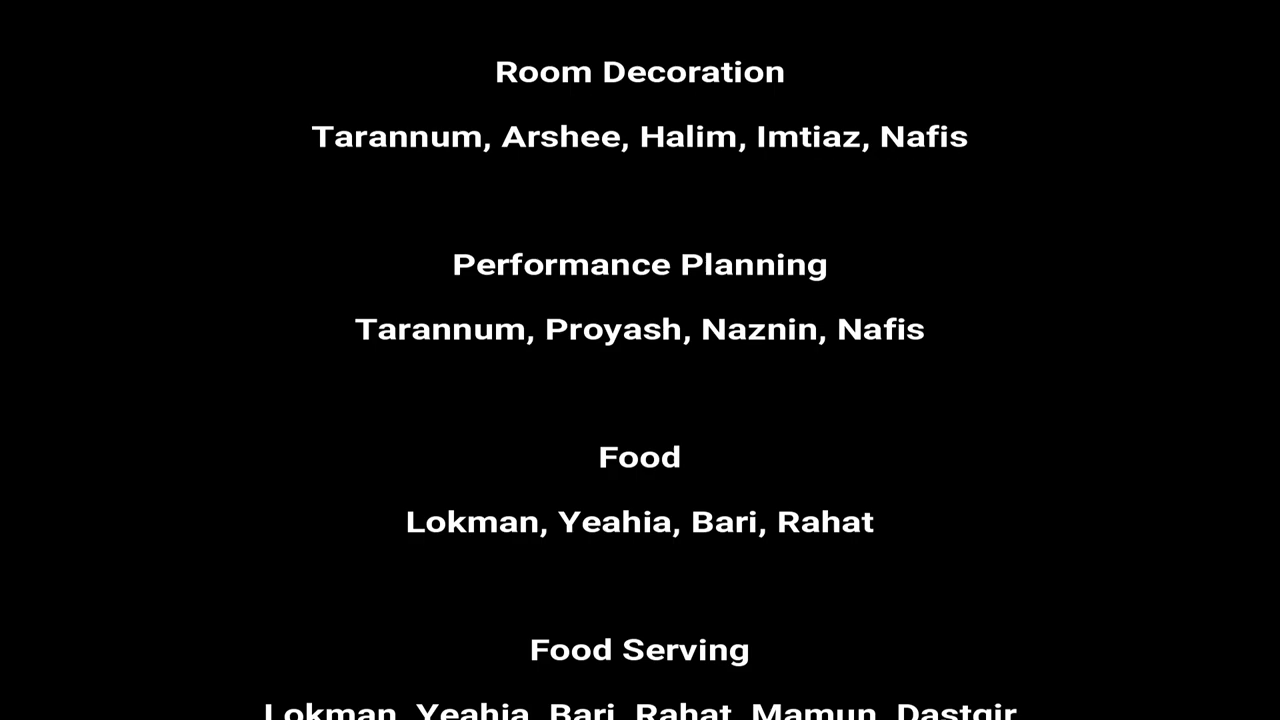 Room Decoration
Tarannum, Arshee, Halim, Imtiaz, Nafis
Performance Planning
Tarannum, Proyash, Naznin, Nafis
Food
Lokman, Yeahia, Bari, Rahat
Food Serving
Lokman, Yeahia, Bari, Rahat, Mamun, Dastgir